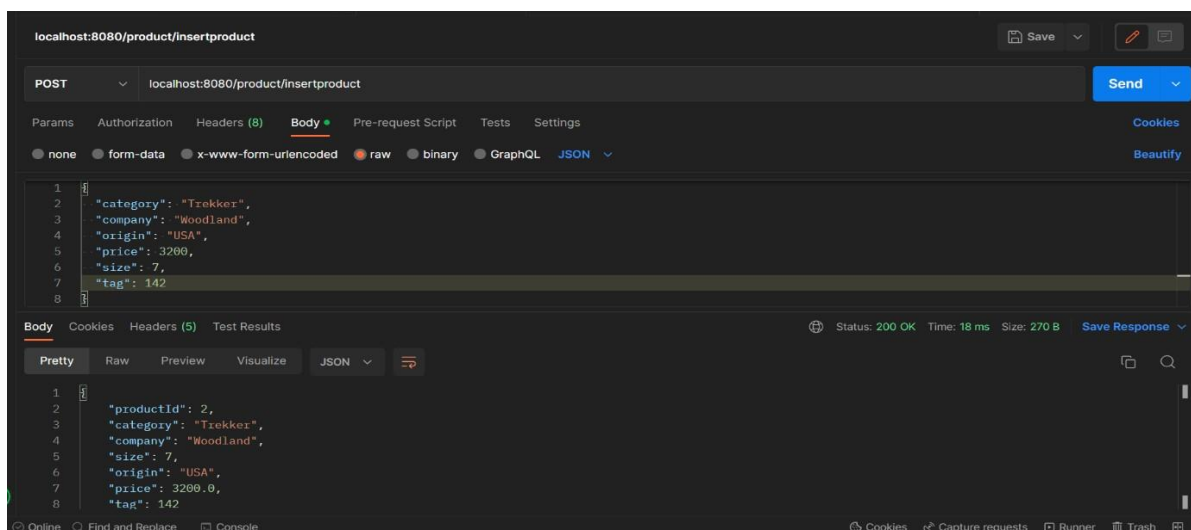 localhost:8080/product/insertproduct Save
POST localhost:8080/product/insertproduct Send
Params Authorization Headers (8) Body Pre-request Script Tests Settings Cookies
none form-data x-www-form-urlencoded raw binary GraphQL JSON Beautify
1 {
2 "category": "Trekker",
3 "company": "Woodland",
4 "origin": "USA",
5 "price": 3200,
6 "size": 7,
7 "tag": 142
8 }
Body Cookies Headers (5) Test Results Status: 200 OK Time: 18 ms Size: 270 B Save Response
Pretty Raw Preview Visualize JSON
1 {
2 "productId": 2,
3 "category": "Trekker",
4 "company": "Woodland",
5 "size": 7,
6 "origin": "USA",
7 "price": 3200.0,
8 "tag": 142
Online Find and Replace Console Cookies Capture requests Runner Trash